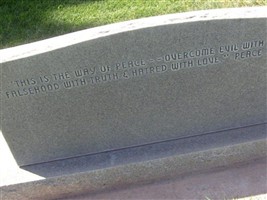 THIS IS THE WAY OF PEACE ~ OVERCOME EVIL WITH
FALSEHOOD WITH TRUTH & HATRED WITH LOVE ~ PEACE